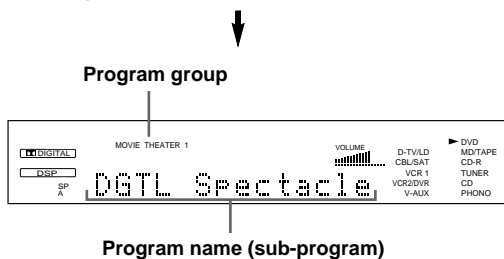 Program group
MOVIE THEATER 1
VOLUME
DIGITAL
DSP
SP
A
DGTL Spectacle
D-TV/LD
CBL/SAT
VCR 1
VCR2/DVR
V-AUX
DVD
MD/TAPE
CD-R
TUNER
CD
PHONO
Program name (sub-program)